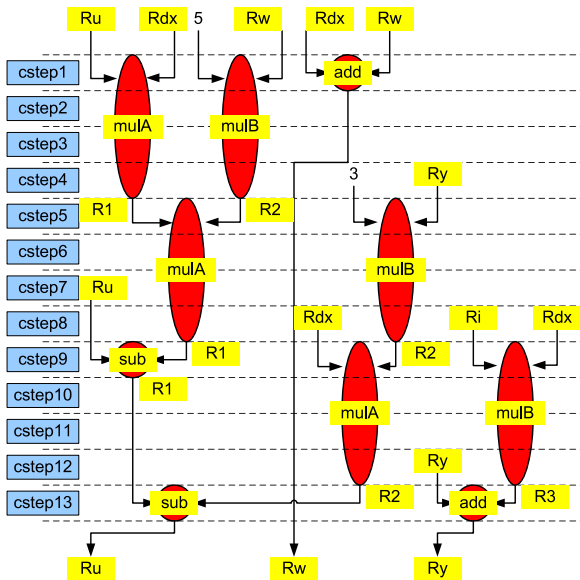 Ru Rdx 5 Rw Rdx Rw
cstep1 add
cstep2
mulA mulB
cstep3
cstep4 3 Ry
cstep5 R1 R2
cstep6
mulA mulB
cstep7 Ru
cstep8 Rdx Ri Rdx
cstep9 sub R1 R2
cstep10 R1
mulA mulB
cstep11
cstep12 Ry
cstep13 sub R2 add R3
Ru Rw Ry